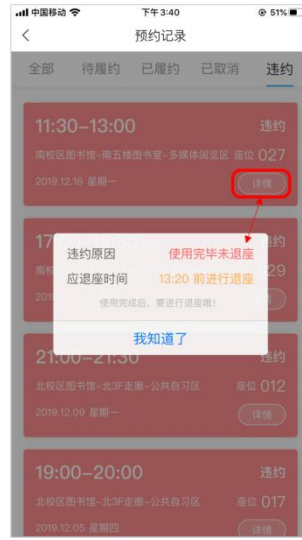 中国移动 下午3:40 51%
预约记录
全部 待履约 已履约 已取消 违约
11:30-13:00 违约
南校区图书馆-南五楼图书室-多媒体阅览区 座位 027
2019.12.16 星期一 详情
违约原因 使用完毕未退座
应退座时间 13:20 前进行退座
使用完成后，要进行退座哦！
我知道了
21:00-21:30 违约
北校区图书馆-北3F走廊-公共自习区 座位 012
2019.12.09 星期一 详情
19:00-20:00 违约
北校区图书馆-北3F走廊-公共自习区 座位 017
2019.12.05 星期四 详情